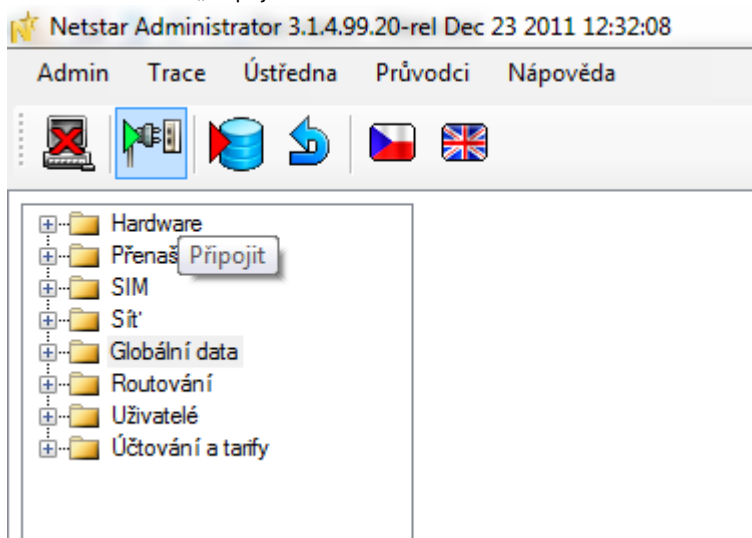 Netstar Administrator 3.1.4.99.20-rel Dec 23 2011 12:32:08
Admin Trace Ústředna Průvodci Nápověda
Hardware
Přenaš
Připojit
SIM
Síť
Globální data
Routování
Uživatelé
Účtování a tarify